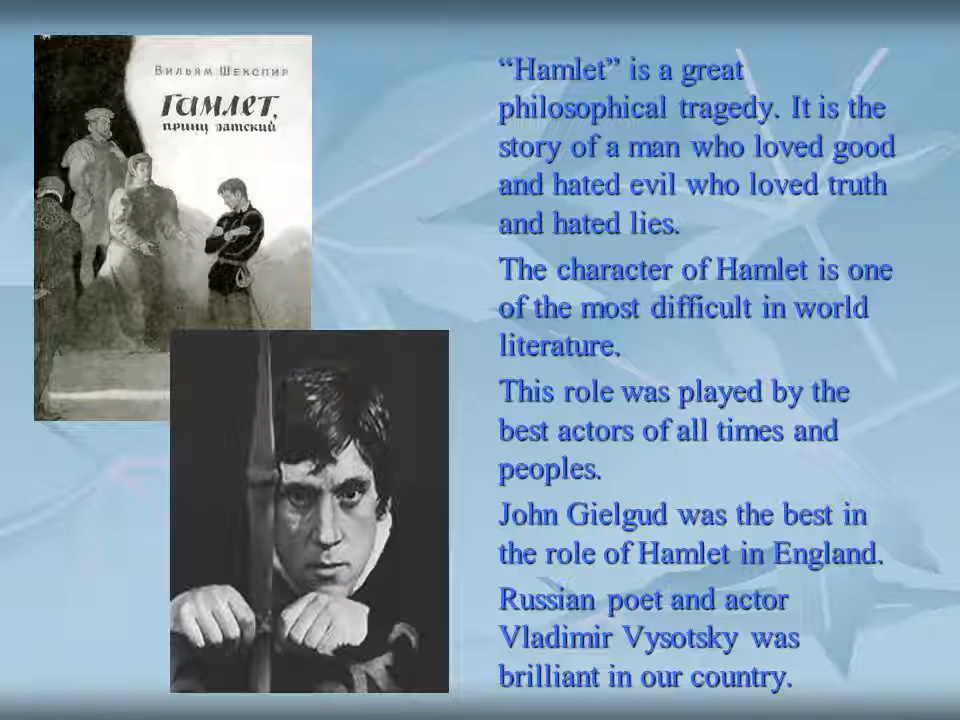 Вильям Шекспир
Гамлет,
принц датский
“Hamlet” is a great
philosophical tragedy. It is the
story of a man who loved good
and hated evil who loved truth
and hated lies.
The character of Hamlet is one
of the most difficult in world
literature.
This role was played by the
best actors of all times and
peoples.
John Gielgud was the best in
the role of Hamlet in England.
Russian poet and actor
Vladimir Vysotsky was
brilliant in our country.